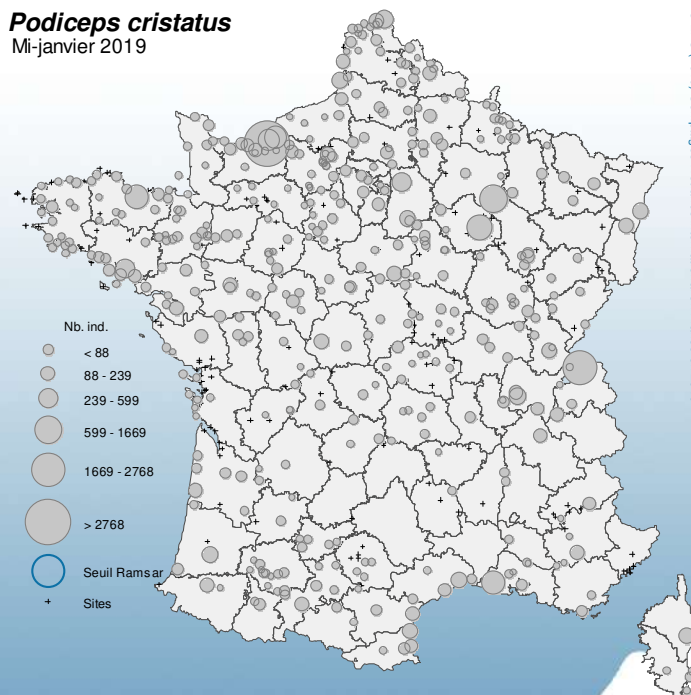 Podiceps cristatus
Mi-janvier 2019
Nb. ind.
< 88
88 - 239
239 - 599
599 - 1669
1669 - 2768
> 2768
Seuil Ramsar
Sites